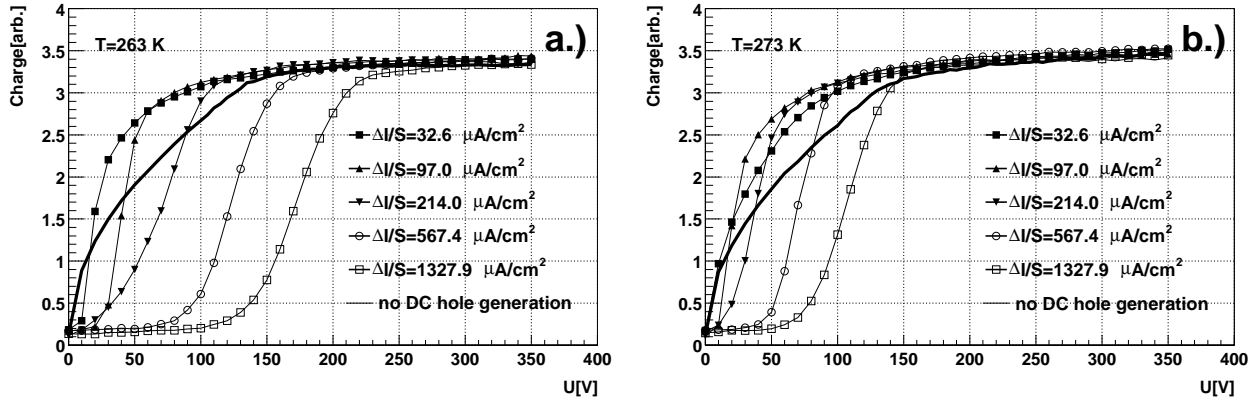 Charge[arb.]
4
3.5
3
2.5
2
1.5
1
0.5
0
T=263 K
a.)
ΔI/S=32.6 μA/cm²
ΔI/S=97.0 μA/cm²
ΔI/S=214.0 μA/cm²
ΔI/S=567.4 μA/cm²
ΔI/S=1327.9 μA/cm²
no DC hole generation
0 50 100 150 200 250 300 350 400
U[V]
Charge[arb.]
4
3.5
3
2.5
2
1.5
1
0.5
0
T=273 K
b.)
ΔI/S=32.6 μA/cm²
ΔI/S=97.0 μA/cm²
ΔI/S=214.0 μA/cm²
ΔI/S=567.4 μA/cm²
ΔI/S=1327.9 μA/cm²
no DC hole generation
0 50 100 150 200 250 300 350 400
U[V]